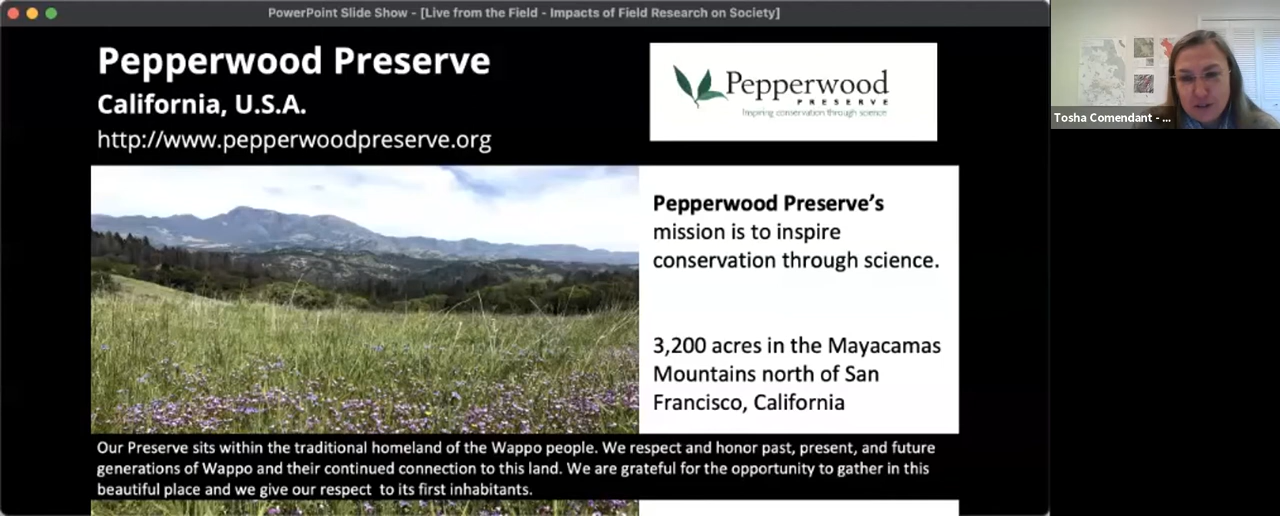 PowerPoint Slide Show - [Live from the Field - Impacts of Field Research on Society]
Pepperwood Preserve
California, U.S.A.
http://www.pepperwoodpreserve.org
Pepperwood
PRESERVE
Inspiring conservation through science
Tosha Comendant - ...
Pepperwood Preserve’s
mission is to inspire
conservation through science.
3,200 acres in the Mayacamas
Mountains north of San
Francisco, California
Our Preserve sits within the traditional homeland of the Wappo people. We respect and honor past, present, and future
generations of Wappo and their continued connection to this land. We are grateful for the opportunity to gather in this
beautiful place and we give our respect to its first inhabitants.